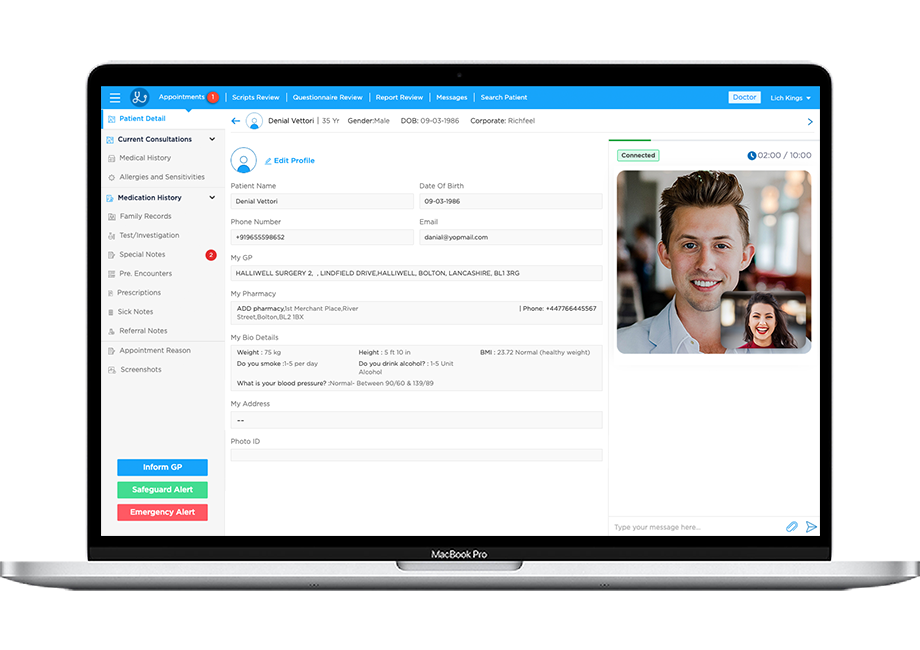 Appointments 1 Scripts Review Questionnaire Review Report Review Messages Search Patient Doctor Lich Kings
Patient Detail
Current Consultations
Medical History
Allergies and Sensitivities
Medication History
Family Records
Test/Investigation
Special Notes 2
Pre. Encounters
Prescriptions
Sick Notes
Referral Notes
Appointment Reason
Screenshots
Inform GP
Safeguard Alert
Emergency Alert
Denial Vettori | 35 Yr Gender:Male DOB: 09-03-1986 Corporate: Richfeel
Edit Profile
Patient Name Date Of Birth
Denial Vettori 09-03-1986
Phone Number Email
+919655598652 danial@yopmail.com
My GP
HALLIWELL SURGERY 2, , LINDFIELD DRIVE,HALLIWELL, BOLTON, LANCASHIRE, BL1 3RG
My Pharmacy
ADD pharmacy,1st Merchant Place,River | Phone: +447766445567
Street,Bolton,BL2 1BX
My Bio Details
Weight : 75 kg Height : 5 ft 10 in BMI : 23.72 Normal (healthy weight)
Do you smoke :1-5 per day Do you drink alcohol? : 1-5 Unit
Alcohol
What is your blood pressure? :Normal- Between 90/60 & 139/89
My Address
--
Photo ID
Connected 02:00 / 10:00
Type your message here...
MacBook Pro